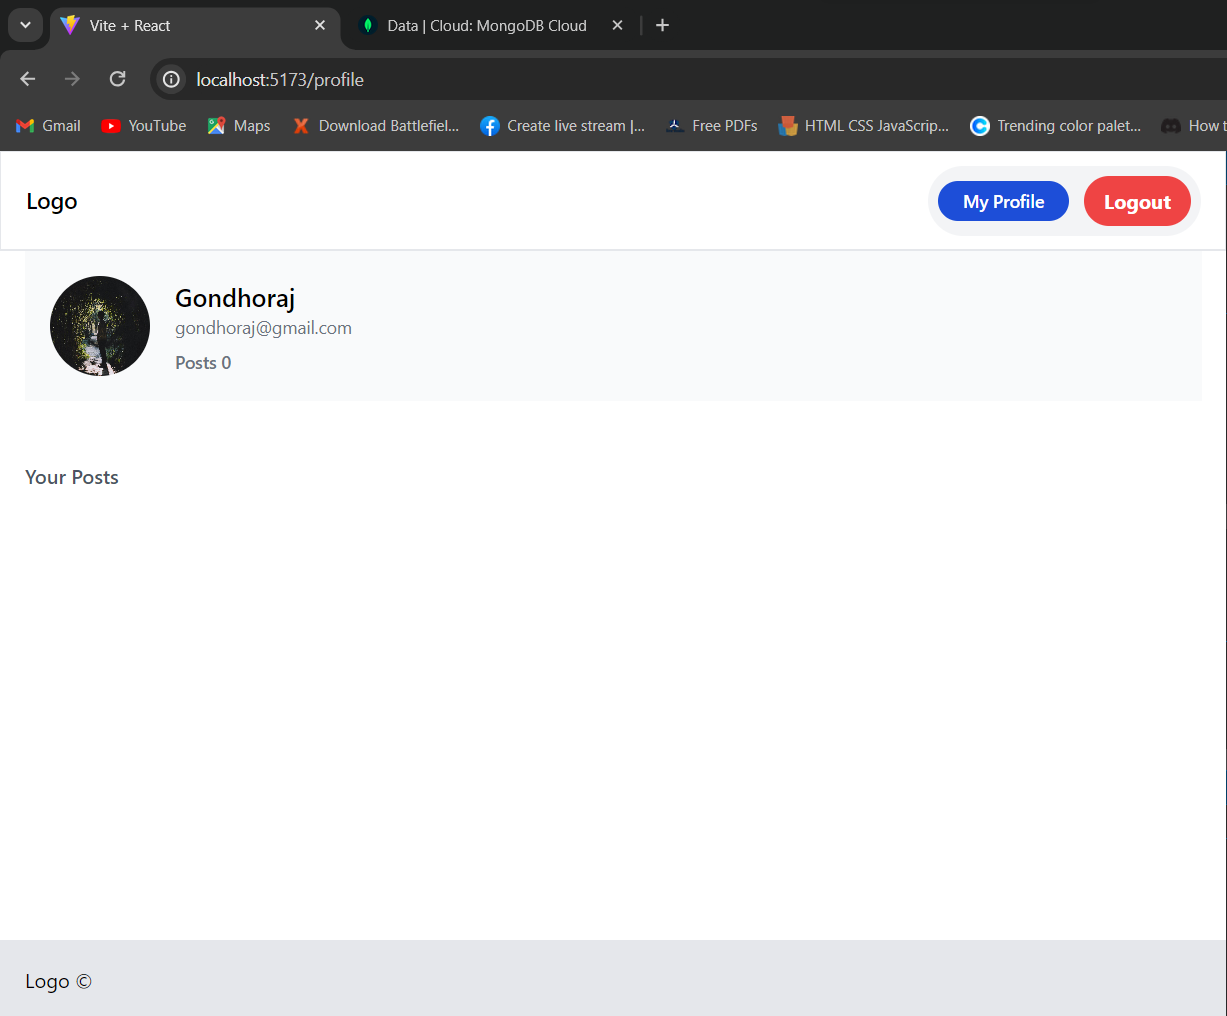 Vite + React
Data | Cloud: MongoDB Cloud
localhost:5173/profile
Gmail
YouTube
Maps
Download Battlefiel...
Create live stream |...
Free PDFs
HTML CSS JavaScrip...
Trending color palet...
How t
Logo
My Profile
Logout
Gondhoraj
gondhoraj@gmail.com
Posts 0
Your Posts
Logo ©